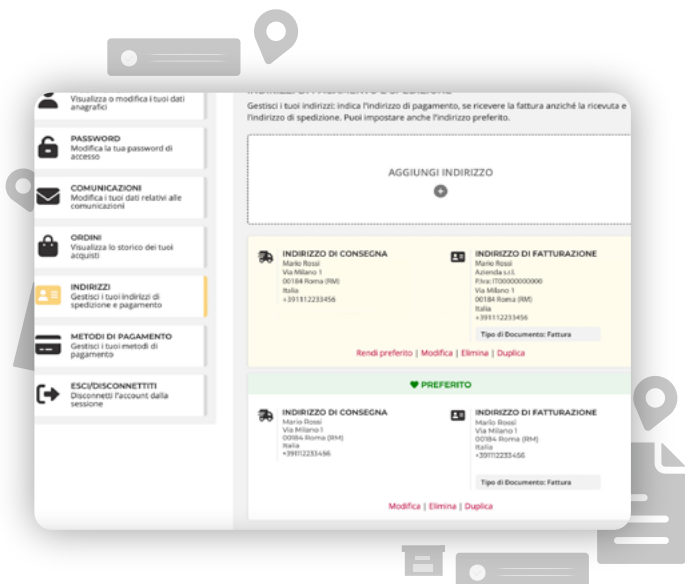 Visualizza o modifica i tuoi dati
anagrafici
PASSWORD
Modifica la tua password di
accesso
COMUNICAZIONI
Modifica i tuoi dati relativi alle
comunicazioni
ORDINI
Visualizza lo storico dei tuoi
acquisti
INDIRIZZI
Gestisci i tuoi indirizzi di
spedizione e pagamento
METODI DI PAGAMENTO
Gestisci i tuoi metodi di
pagamento
ESCI/DISCONNETTITI
Disconnetti l'account dalla
sessione
INDIRIZZI DI PAGAMENTO E SPEDIZIONE
Gestisci i tuoi indirizzi: indica l'indirizzo di pagamento, se ricevere la fattura anziché la ricevuta e
l'indirizzo di spedizione. Puoi impostare anche l'indirizzo preferito.
AGGIUNGI INDIRIZZO
INDIRIZZO DI CONSEGNA
Mario Rossi
Via Milano 1
00184 Roma (RM)
Italia
+391112233456
INDIRIZZO DI FATTURAZIONE
Mario Rossi
Azienda s.r.l.
P.Iva: IT00000000000
Via Milano 1
00184 Roma (RM)
Italia
+391112233456
Tipo di Documento: Fattura
Rendi preferito | Modifica | Elimina | Duplica
PREFERITO
INDIRIZZO DI CONSEGNA
Mario Rossi
Via Milano 1
00184 Roma (RM)
Italia
+391112233456
INDIRIZZO DI FATTURAZIONE
Mario Rossi
Via Milano 1
00184 Roma (RM)
Italia
+391112233456
Tipo di Documento: Fattura
Modifica | Elimina | Duplica